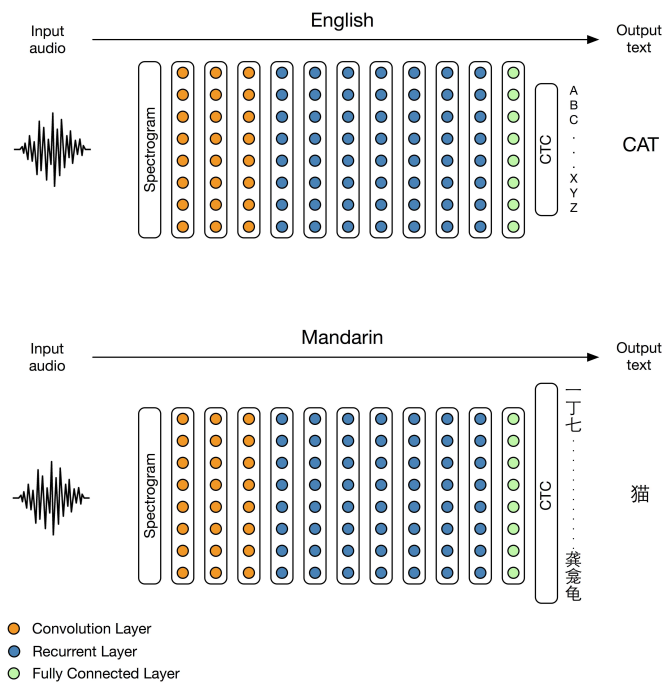 English
Input
audio
Output
text
Spectrogram
CTC
A
B
C
.
.
.
X
Y
Z
CAT
Mandarin
Input
audio
Output
text
Spectrogram
CTC
一
丁
七
龚
龛
龟
猫
Convolution Layer
Recurrent Layer
Fully Connected Layer